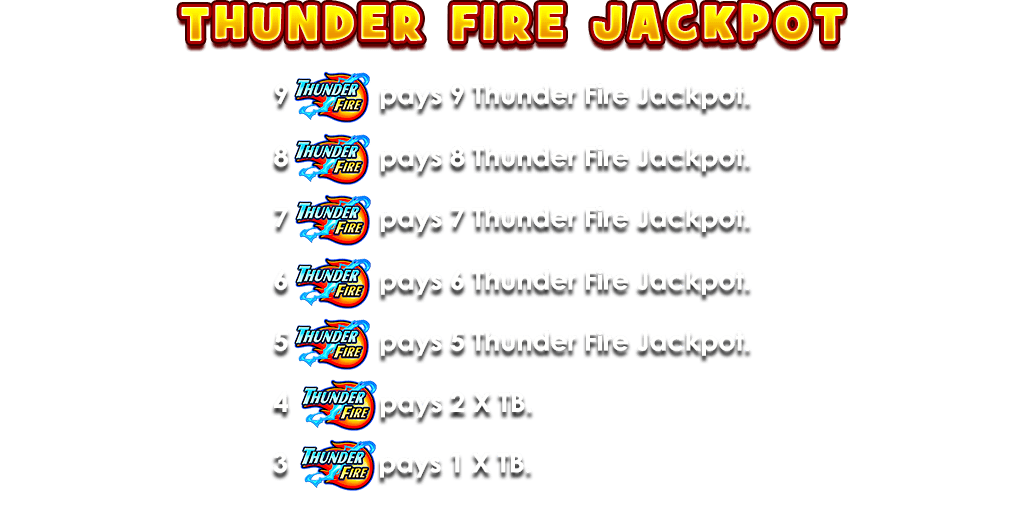 THUNDER FIRE JACKPOT
9 THUNDER FIRE pays 9 Thunder Fire Jackpot.
8 THUNDER FIRE pays 8 Thunder Fire Jackpot.
7 THUNDER FIRE pays 7 Thunder Fire Jackpot.
6 THUNDER FIRE pays 6 Thunder Fire Jackpot.
5 THUNDER FIRE pays 5 Thunder Fire Jackpot.
4 THUNDER FIRE pays 2 X TB.
3 THUNDER FIRE pays 1 X TB.